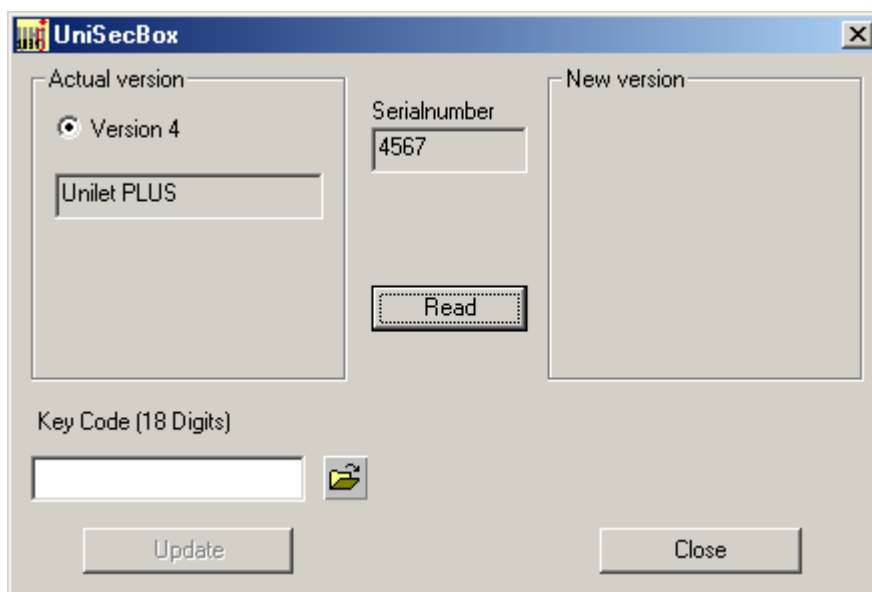 UniSecBox
Actual version
Version 4
Unilet PLUS
Serialnumber
4567
Read
New version
Key Code (18 Digits)
Update
Close